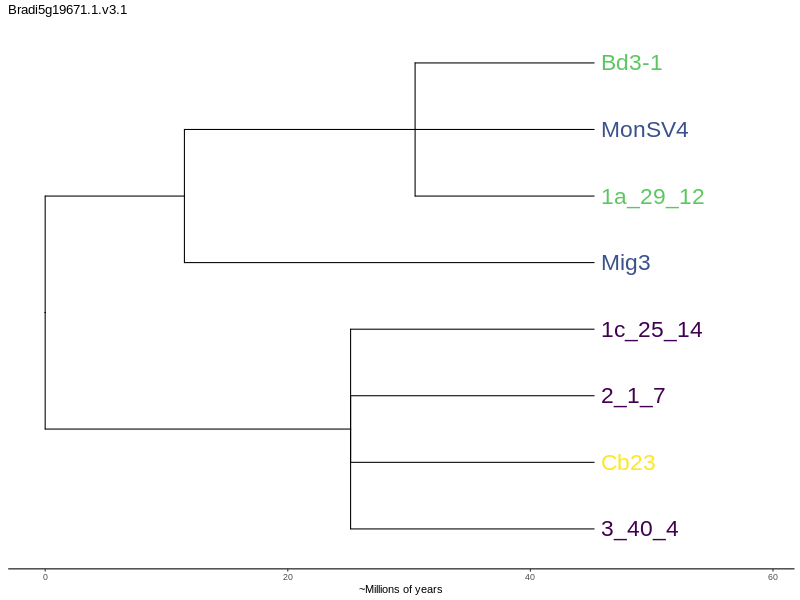 Bradi5g19671.1.v3.1
Bd3-1
MonSV4
1a_29_12
Mig3
1c_25_14
2_1_7
Cb23
3_40_4
0 20 40 60
~Millions of years